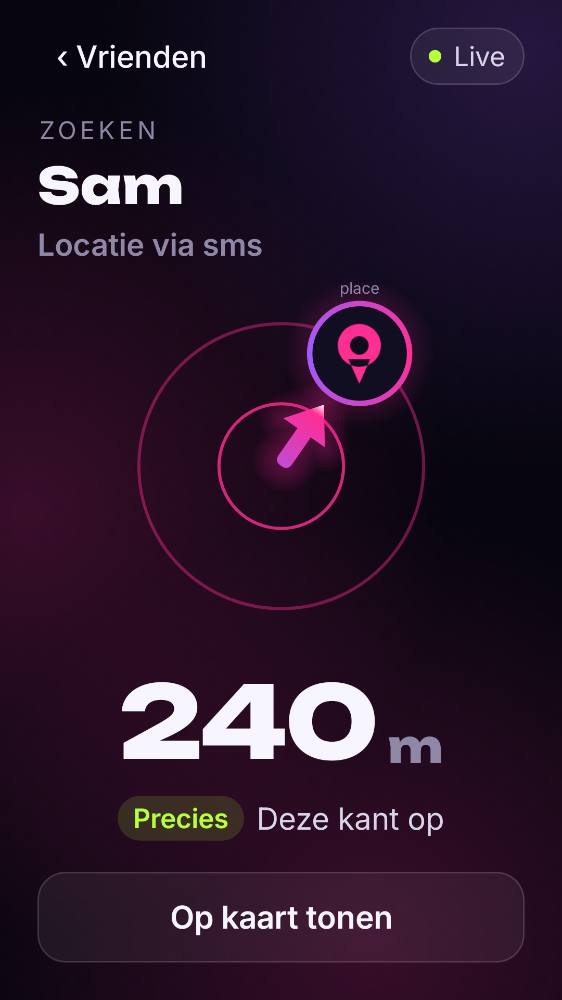 ‹ Vrienden
Live
ZOEKEN
Sam
Locatie via sms
place
240 m
Precies Deze kant op
Op kaart tonen